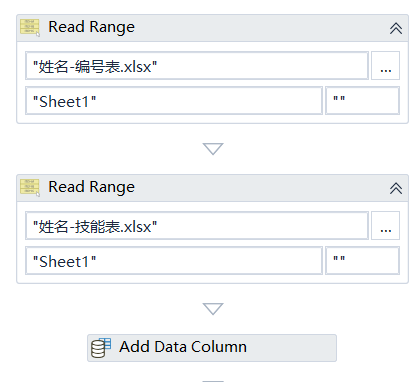 Read Range
"姓名-编号表.xlsx"
...
"Sheet1"
""
Read Range
"姓名-技能表.xlsx"
...
"Sheet1"
""
Add Data Column